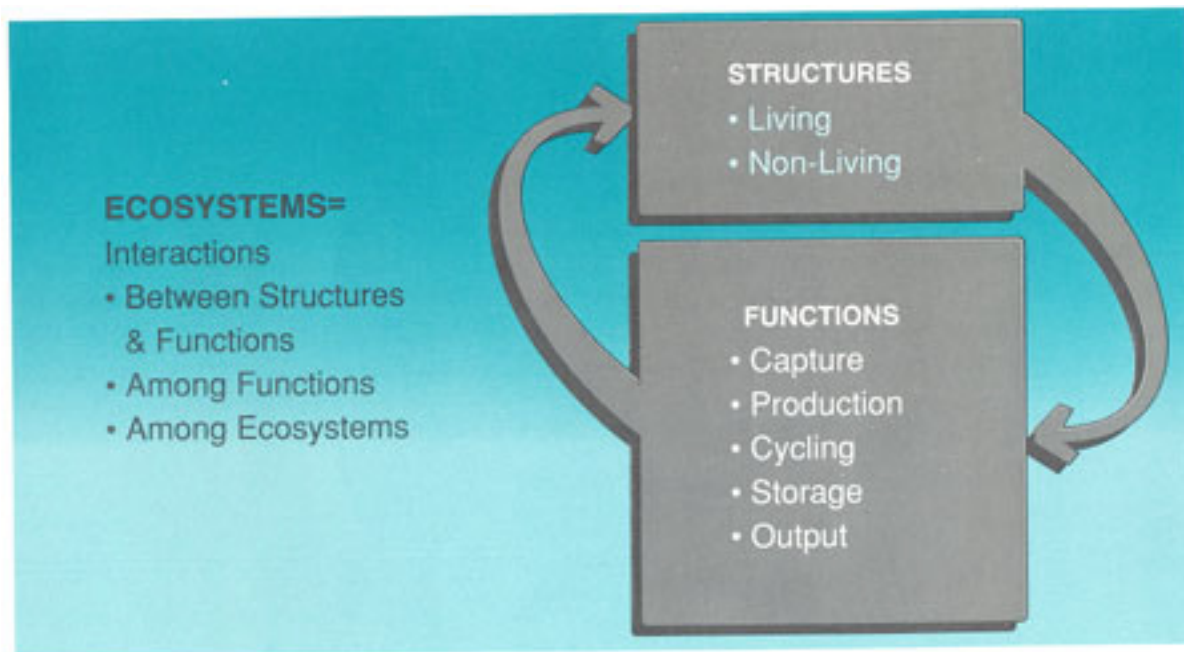 ECOSYSTEMS=
Interactions
• Between Structures
& Functions
• Among Functions
• Among Ecosystems
STRUCTURES
• Living
• Non-Living
FUNCTIONS
• Capture
• Production
• Cycling
• Storage
• Output